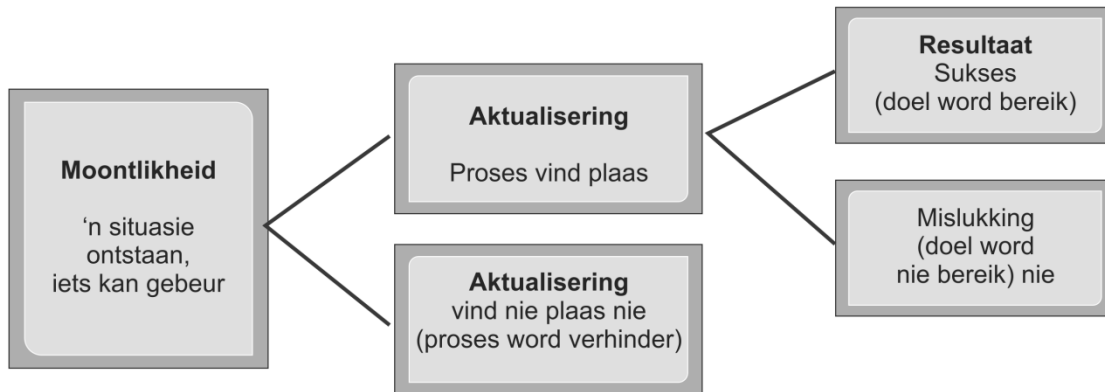 Moontlikheid
‘n situasie
ontstaan,
iets kan gebeur
Aktualisering
Proses vind plaas
Aktualisering
vind nie plaas nie
(proses word verhinder)
Resultaat
Sukses
(doel word bereik)
Mislukking
(doel word
nie bereik) nie